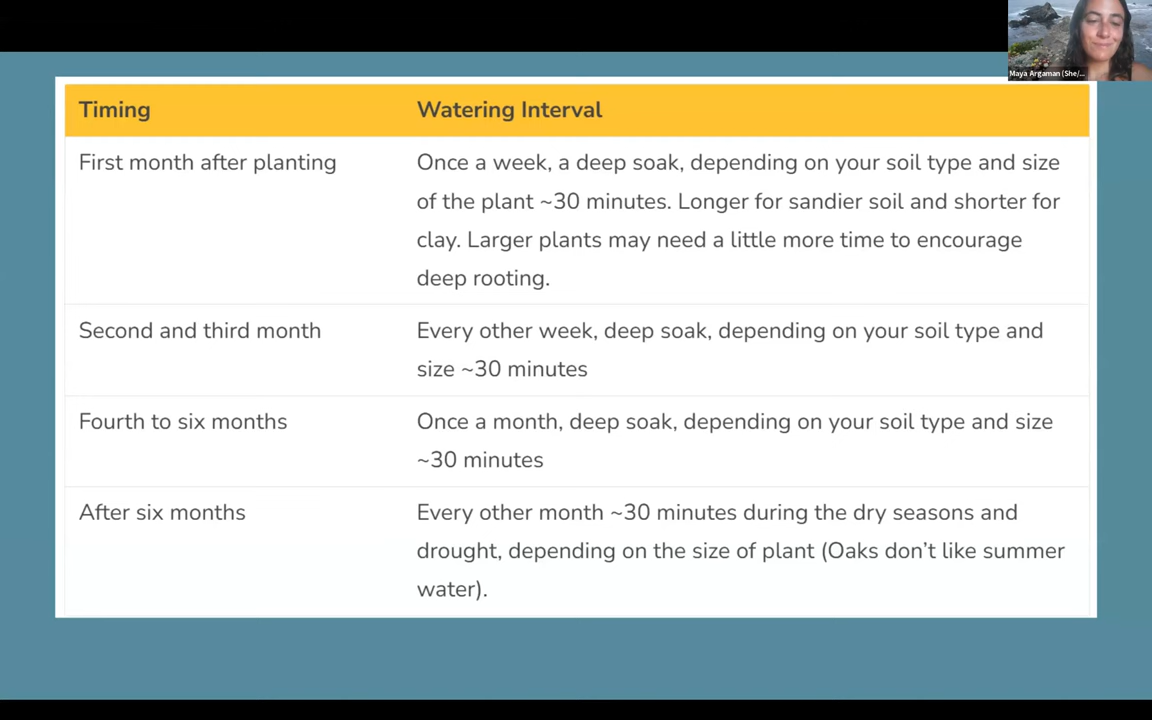 Maya Argaman (She/...
Timing
Watering Interval
First month after planting
Once a week, a deep soak, depending on your soil type and size
of the plant ~30 minutes. Longer for sandier soil and shorter for
clay. Larger plants may need a little more time to encourage
deep rooting.
Second and third month
Every other week, deep soak, depending on your soil type and
size ~30 minutes
Fourth to six months
Once a month, deep soak, depending on your soil type and size
~30 minutes
After six months
Every other month ~30 minutes during the dry seasons and
drought, depending on the size of plant (Oaks don’t like summer
water).